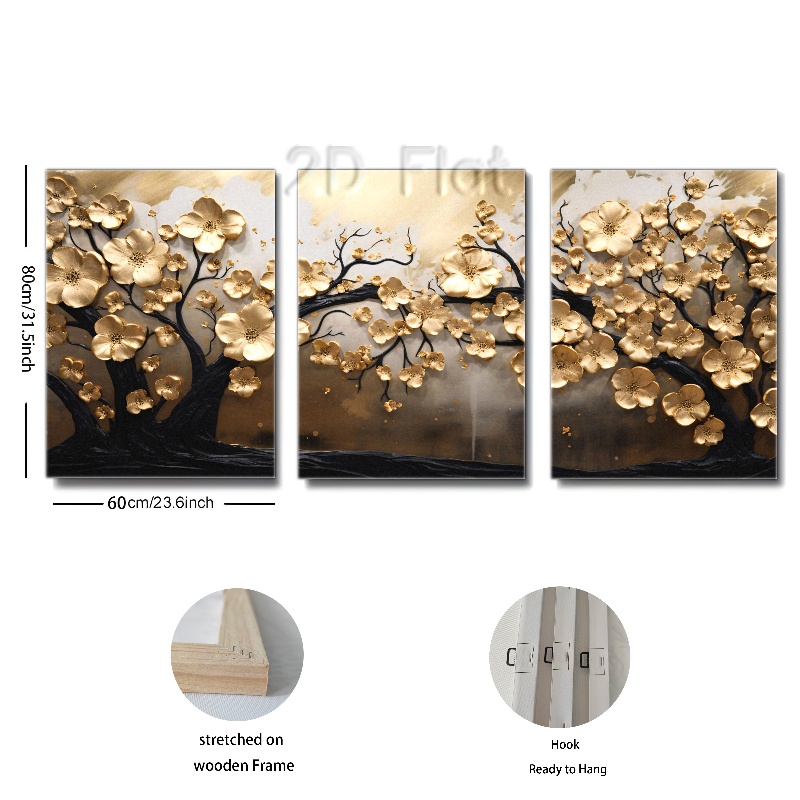 2D Flat
80cm/31.5inch
60cm/23.6inch
stretched on
wooden Frame
Hook
Ready to Hang